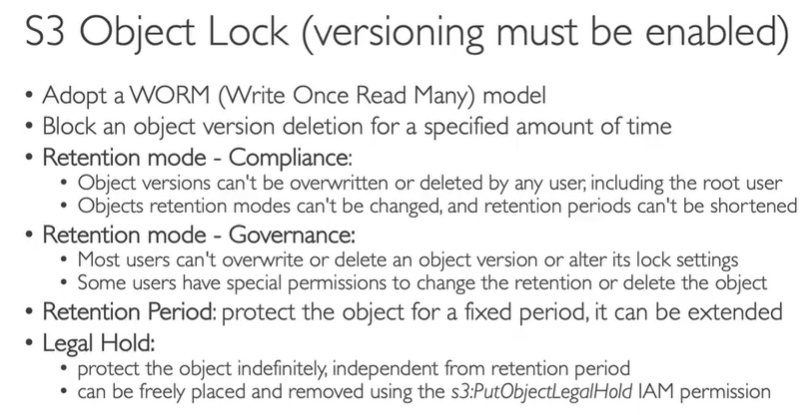 S3 Object Lock (versioning must be enabled)
• Adopt a WORM (Write Once Read Many) model
• Block an object version deletion for a specified amount of time
• Retention mode - Compliance:
• Object versions can't be overwritten or deleted by any user, including the root user
• Objects retention modes can't be changed, and retention periods can't be shortened
• Retention mode - Governance:
• Most users can't overwrite or delete an object version or alter its lock settings
• Some users have special permissions to change the retention or delete the object
• Retention Period: protect the object for a fixed period, it can be extended
• Legal Hold:
• protect the object indefinitely, independent from retention period
• can be freely placed and removed using the s3:PutObjectLegalHold IAM permission